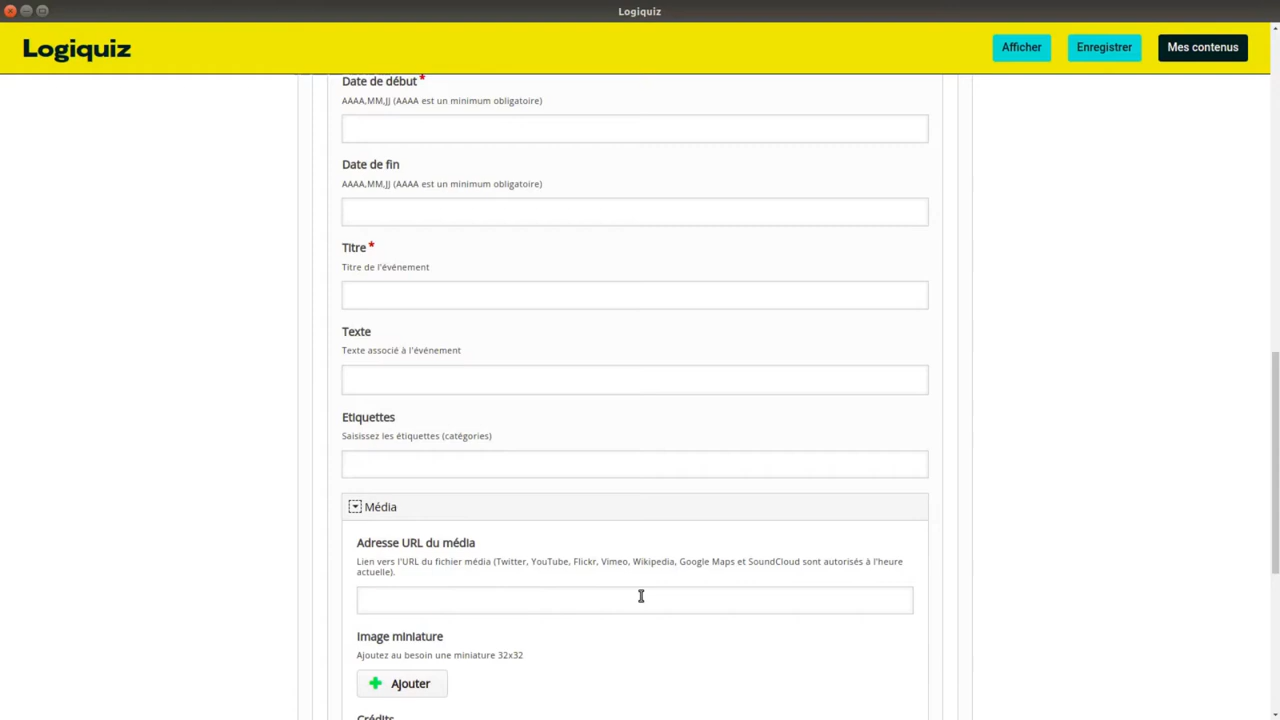 Logiquiz
Logiquiz
Afficher
Enregistrer
Mes contenus
Date de début *
AAAA,MM,JJ (AAAA est un minimum obligatoire)
Date de fin
AAAA,MM,JJ (AAAA est un minimum obligatoire)
Titre *
Titre de l'événement
Texte
Texte associé à l'événement
Etiquettes
Saisissez les étiquettes (catégories)
Média
Adresse URL du média
Lien vers l'URL du fichier média (Twitter, YouTube, Flickr, Vimeo, Wikipedia, Google Maps et SoundCloud sont autorisés à l'heure
actuelle).
Image miniature
Ajoutez au besoin une miniature 32x32
Ajouter
Crédits